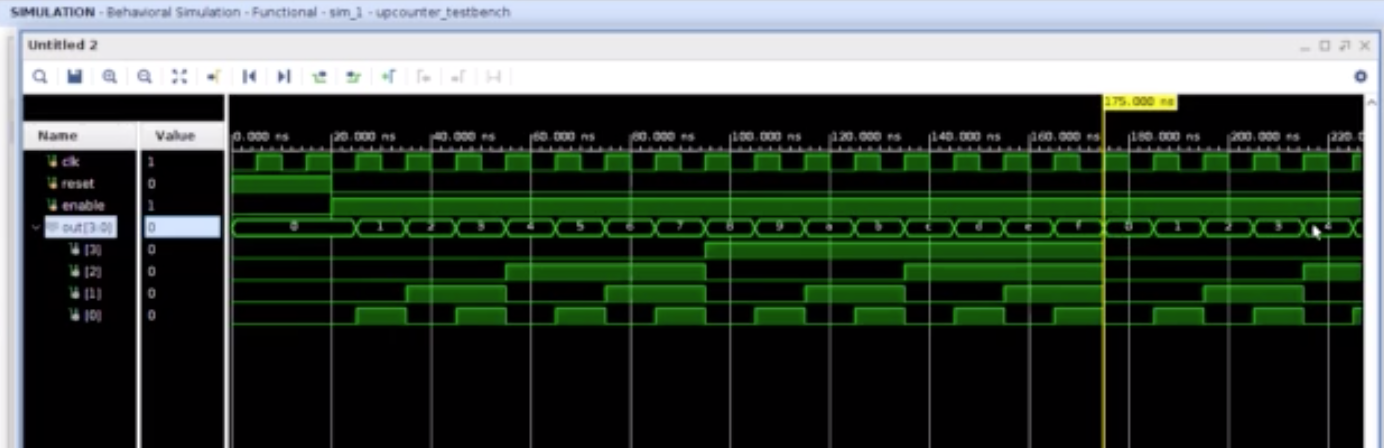 SIMULATION - Behavioral Simulation - Functional - sim_1 - upcounter_testbench
Untitled 2
175.000 ns
Name Value 0.000 ns 20.000 ns 40.000 ns 60.000 ns 80.000 ns 100.000 ns 120.000 ns 140.000 ns 160.000 ns 180.000 ns 200.000 ns 220.0
clk 1
reset 0
enable 1
out[3:0] 0 0 1 2 3 4 5 6 7 8 9 a b c d e f 0 1 2 3 4
[3] 0
[2] 0
[1] 0
[0] 0